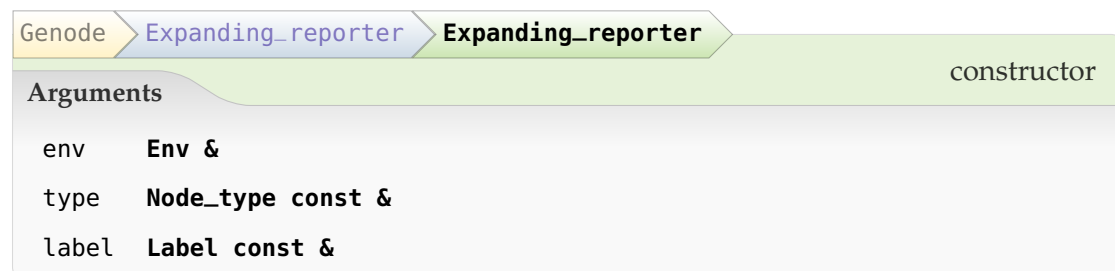 Genode Expanding_reporter Expanding_reporter
constructor
Arguments
env Env &
type Node_type const &
label Label const &